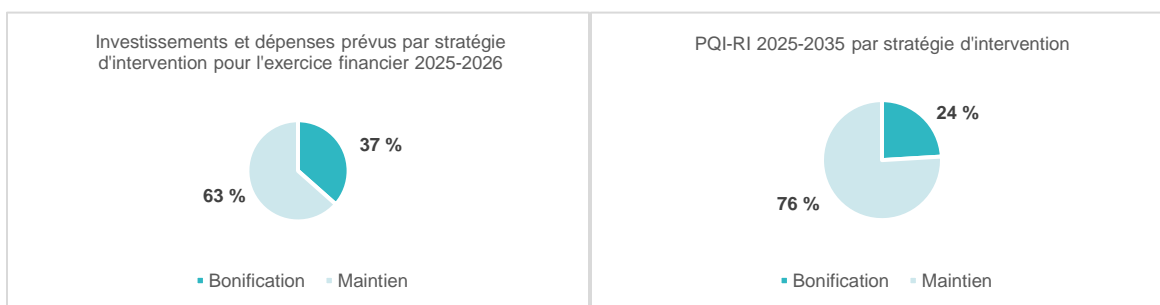 Investissements et dépenses prévus par stratégie
d'intervention pour l'exercice financier 2025-2026
37 %
63 %
Bonification
Maintien
PQI-RI 2025-2035 par stratégie d'intervention
24 %
76 %
Bonification
Maintien